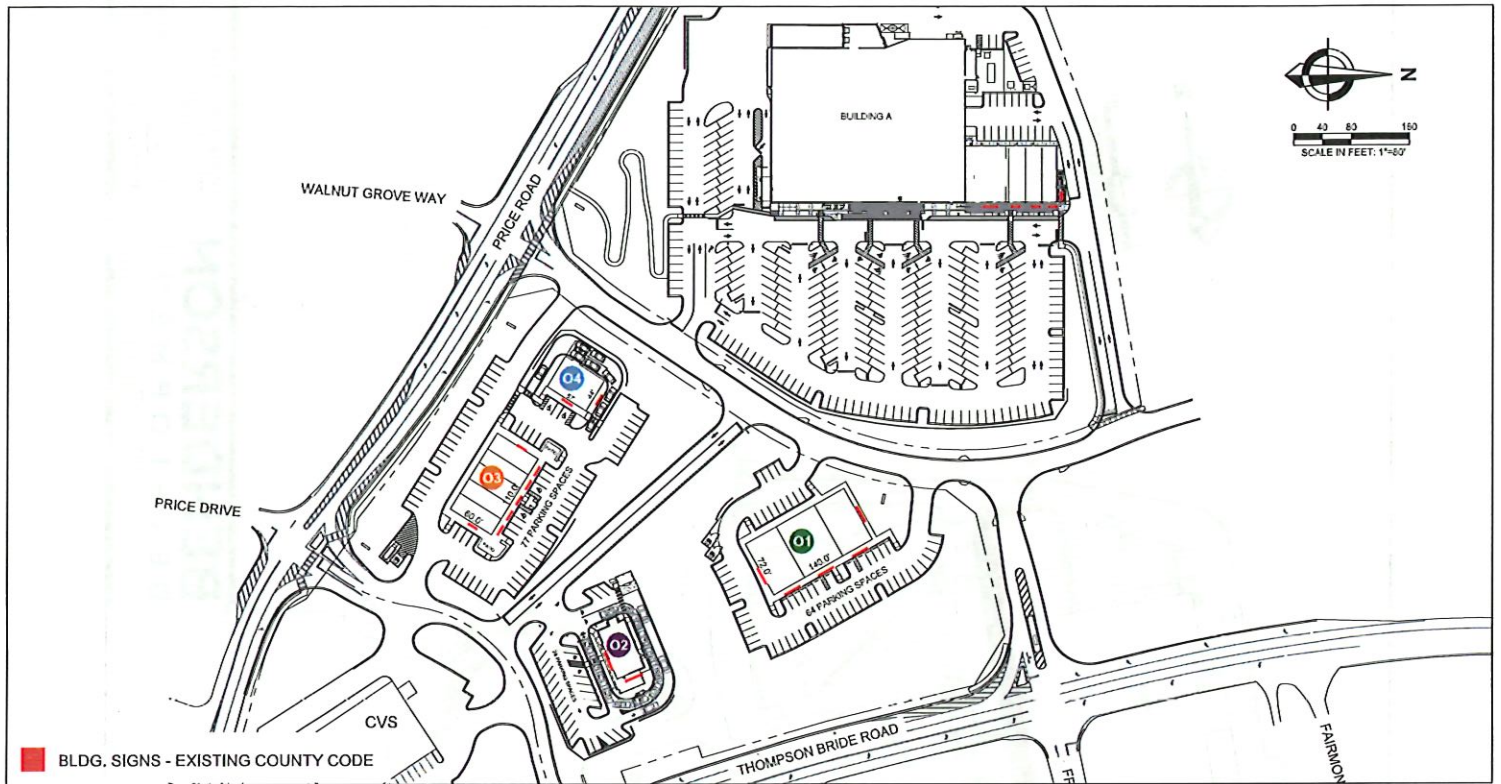 BUILDING A
N
0 40 80 160
SCALE IN FEET: 1"=80'
WALNUT GROVE WAY
PRICE ROAD
O4
O3
110.0'
60.0'
77 PARKING SPACES
PRICE DRIVE
O1
72.0'
140.0'
64 PARKING SPACES
O2
CVS
THOMPSON BRIDE ROAD
FAIRMON
FR
BLDG. SIGNS - EXISTING COUNTY CODE